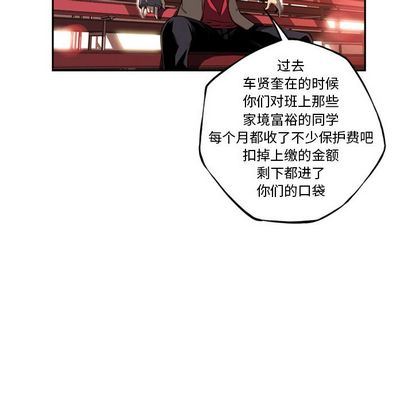 过去
车贤奎在的时候
你们对班上那些
家境富裕的同学
每个月都收了不少保护费吧
扣掉上缴的金额
剩下都进了
你们的口袋